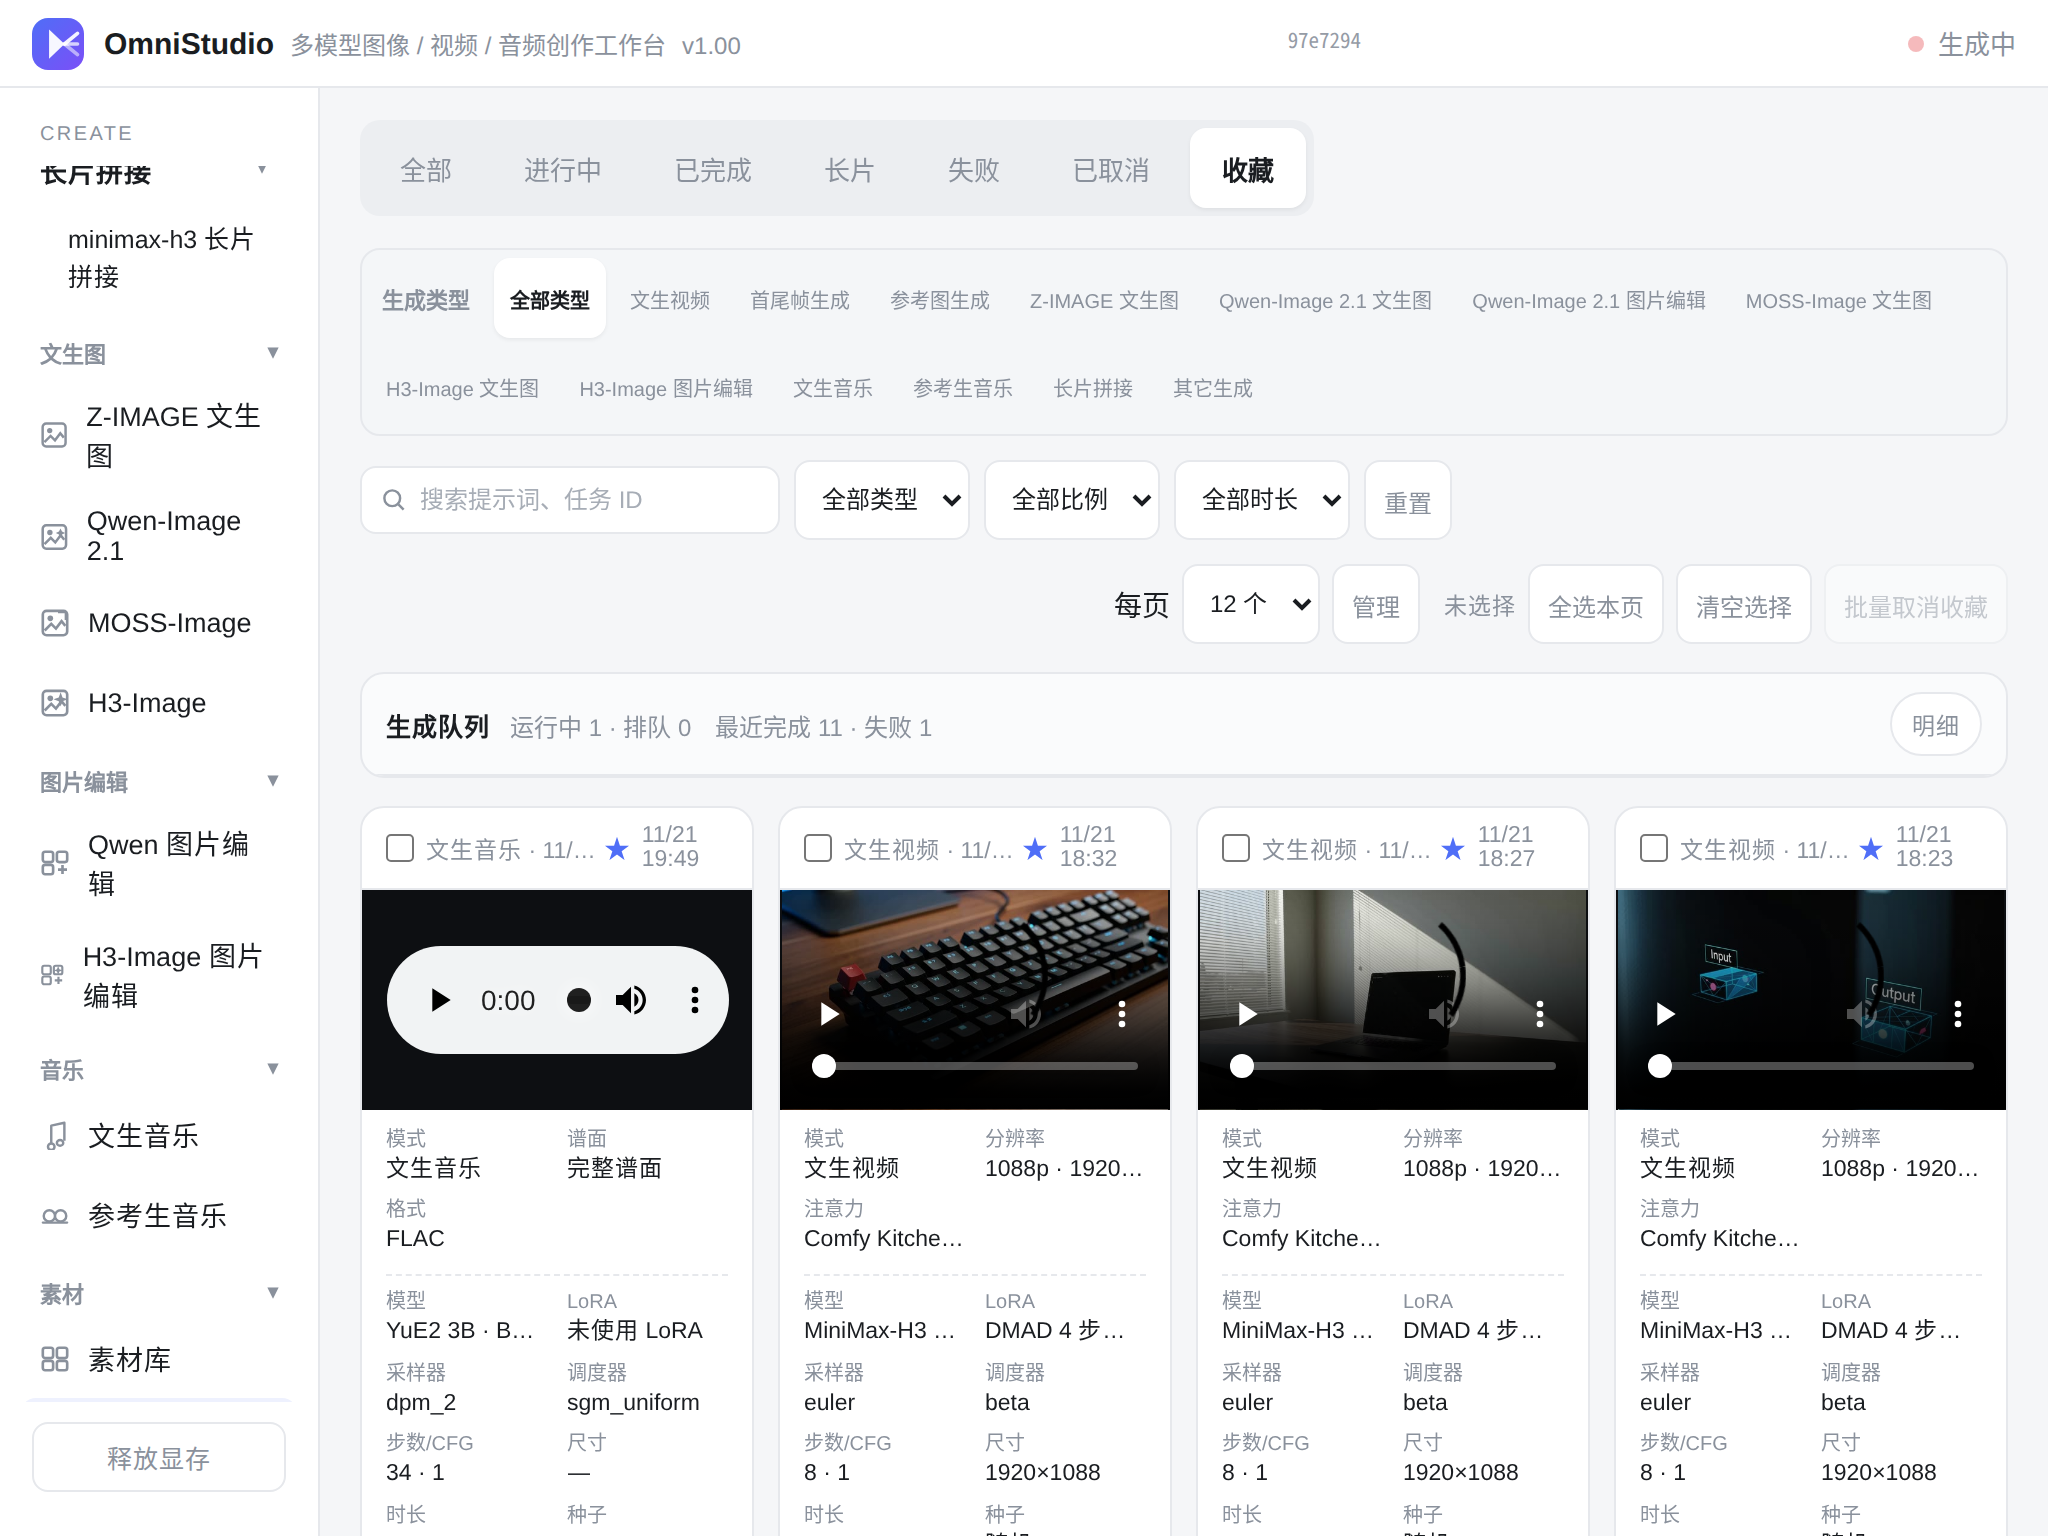 OmniStudio 多模型图像 / 视频 / 音频创作工作台 v1.00
97e7294
生成中
CREATE
长片拼接
minimax-h3 长片
拼接
文生图
Z-IMAGE 文生
图
Qwen-Image
2.1
MOSS-Image
H3-Image
图片编辑
Qwen 图片编
辑
H3-Image 图片
编辑
音乐
文生音乐
参考生音乐
素材
素材库
释放显存
全部 进行中 已完成 长片 失败 已取消 收藏
生成类型 全部类型 文生视频 首尾帧生成 参考图生成 Z-IMAGE 文生图 Qwen-Image 2.1 文生图 Qwen-Image 2.1 图片编辑 MOSS-Image 文生图
H3-Image 文生图 H3-Image 图片编辑 文生音乐 参考生音乐 长片拼接 其它生成
搜索提示词、任务 ID 全部类型 全部比例 全部时长 重置
每页 12 个 管理 未选择 全选本页 清空选择 批量取消收藏
生成队列 运行中 1 · 排队 0 最近完成 11 · 失败 1 明细
文生音乐 · 11/… ★ 11/21
19:49
0:00
模式 谱面
文生音乐 完整谱面
格式
FLAC
模型 LoRA
YuE2 3B · B… 未使用 LoRA
采样器 调度器
dpm_2 sgm_uniform
步数/CFG 尺寸
34 · 1 —
时长 种子
文生视频 · 11/… ★ 11/21
18:32
模式 分辨率
文生视频 1088p · 1920…
注意力
Comfy Kitche…
模型 LoRA
MiniMax-H3 … DMAD 4 步…
采样器 调度器
euler beta
步数/CFG 尺寸
8 · 1 1920×1088
时长 种子
文生视频 · 11/… ★ 11/21
18:27
模式 分辨率
文生视频 1088p · 1920…
注意力
Comfy Kitche…
模型 LoRA
MiniMax-H3 … DMAD 4 步…
采样器 调度器
euler beta
步数/CFG 尺寸
8 · 1 1920×1088
时长 种子
文生视频 · 11/… ★ 11/21
18:23
Input
Output
模式 分辨率
文生视频 1088p · 1920…
注意力
Comfy Kitche…
模型 LoRA
MiniMax-H3 … DMAD 4 步…
采样器 调度器
euler beta
步数/CFG 尺寸
8 · 1 1920×1088
时长 种子